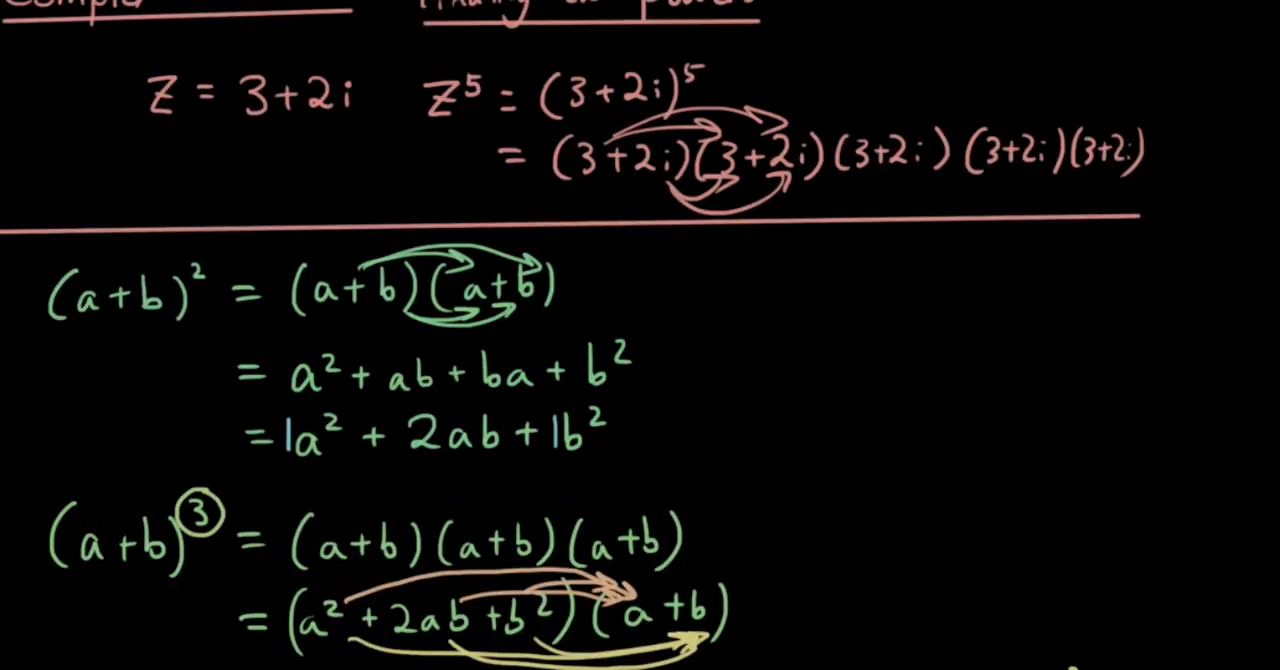 Z = 3+2i Z⁵ = (3+2i)⁵
= (3+2i)(3+2i)(3+2i)(3+2i)(3+2i)
(a+b)² = (a+b)(a+b)
= a² + ab + ba + b²
= 1a² + 2ab + 1b²
(a+b)³ = (a+b)(a+b)(a+b)
= (a² + 2ab + b²)(a+b)